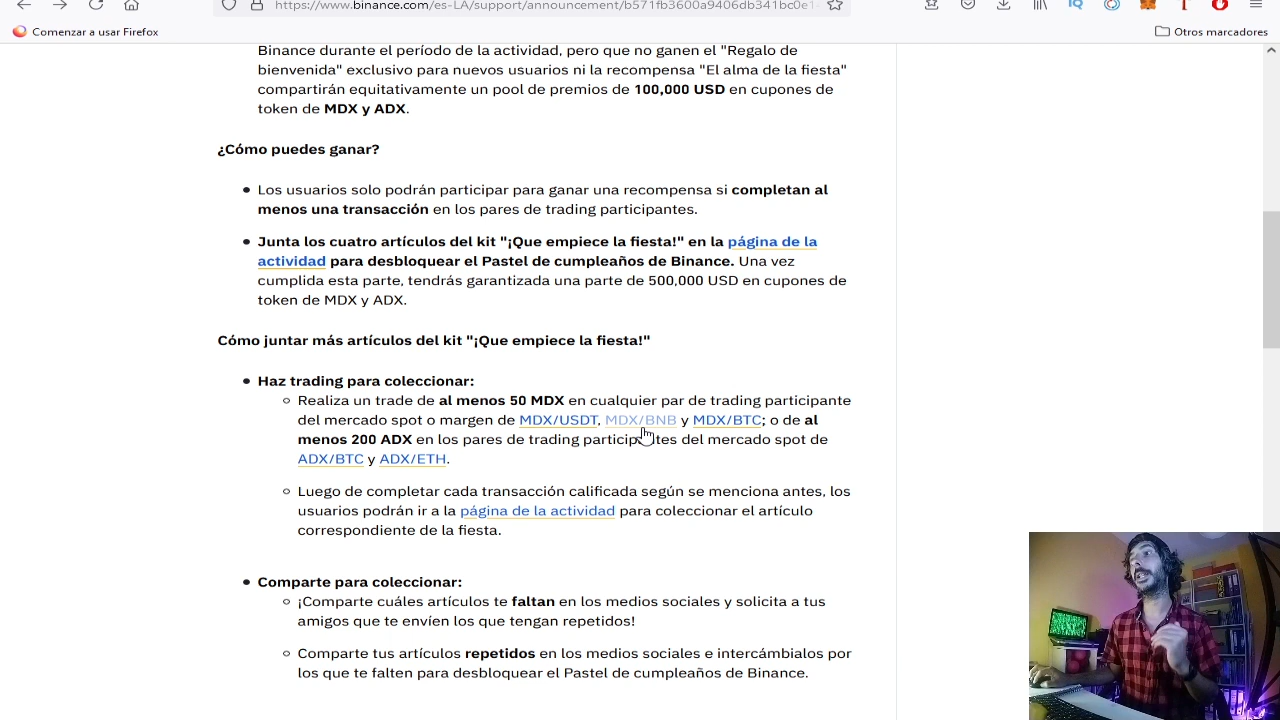 https://www.binance.com/es-LA/support/announcement/b571fb3600a9406db341bc0e1
Comenzar a usar Firefox
Otros marcadores
Binance durante el período de la actividad, pero que no ganen el "Regalo de
bienvenida" exclusivo para nuevos usuarios ni la recompensa "El alma de la fiesta"
compartirán equitativamente un pool de premios de 100,000 USD en cupones de
token de MDX y ADX.
¿Cómo puedes ganar?
Los usuarios solo podrán participar para ganar una recompensa si completan al
menos una transacción en los pares de trading participantes.
Junta los cuatro artículos del kit "¡Que empiece la fiesta!" en la página de la
actividad para desbloquear el Pastel de cumpleaños de Binance. Una vez
cumplida esta parte, tendrás garantizada una parte de 500,000 USD en cupones de
token de MDX y ADX.
Cómo juntar más artículos del kit "¡Que empiece la fiesta!"
Haz trading para coleccionar:
Realiza un trade de al menos 50 MDX en cualquier par de trading participante
del mercado spot o margen de MDX/USDT, MDX/BNB y MDX/BTC; o de al
menos 200 ADX en los pares de trading participantes del mercado spot de
ADX/BTC y ADX/ETH.
Luego de completar cada transacción calificada según se menciona antes, los
usuarios podrán ir a la página de la actividad para coleccionar el artículo
correspondiente de la fiesta.
Comparte para coleccionar:
¡Comparte cuáles artículos te faltan en los medios sociales y solicita a tus
amigos que te envíen los que tengan repetidos!
Comparte tus artículos repetidos en los medios sociales e intercámbialos por
los que te falten para desbloquear el Pastel de cumpleaños de Binance.